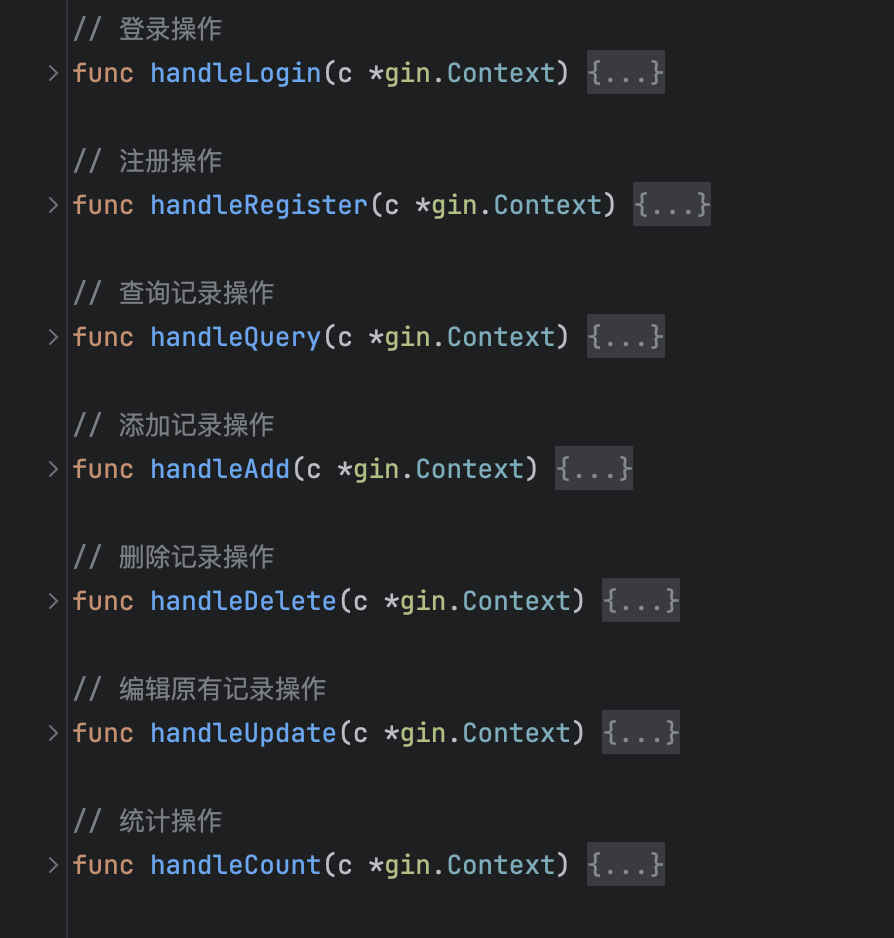 // 登录操作
func handleLogin(c *gin.Context) {...}
// 注册操作
func handleRegister(c *gin.Context) {...}
// 查询记录操作
func handleQuery(c *gin.Context) {...}
// 添加记录操作
func handleAdd(c *gin.Context) {...}
// 删除记录操作
func handleDelete(c *gin.Context) {...}
// 编辑原有记录操作
func handleUpdate(c *gin.Context) {...}
// 统计操作
func handleCount(c *gin.Context) {...}